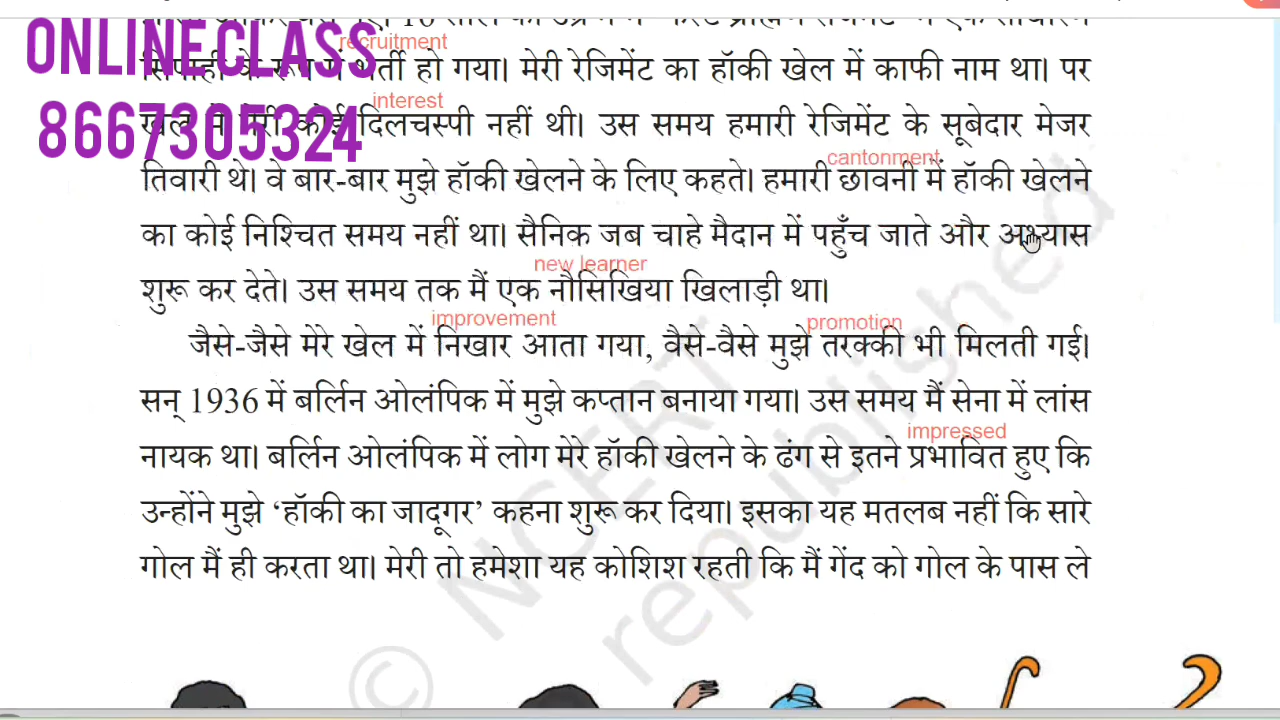 ONLINE CLASS
8667305324
recruitment
सिपाही के रूप में भर्ती हो गया। मेरी रेजिमेंट का हॉकी खेल में काफी नाम था। पर
interest
खेल में मेरी कोई दिलचस्पी नहीं थी। उस समय हमारी रेजिमेंट के सूबेदार मेजर
cantonment
तिवारी थे। वे बार-बार मुझे हॉकी खेलने के लिए कहते। हमारी छावनी में हॉकी खेलने
का कोई निश्चित समय नहीं था। सैनिक जब चाहे मैदान में पहुँच जाते और अभ्यास
new learner
शुरू कर देते। उस समय तक मैं एक नौसिखिया खिलाड़ी था।
improvement promotion
जैसे-जैसे मेरे खेल में निखार आता गया, वैसे-वैसे मुझे तरक्की भी मिलती गई।
सन् 1936 में बर्लिन ओलंपिक में मुझे कप्तान बनाया गया। उस समय मैं सेना में लांस
impressed
नायक था। बर्लिन ओलंपिक में लोग मेरे हॉकी खेलने के ढंग से इतने प्रभावित हुए कि
उन्होंने मुझे ‘हॉकी का जादूगर’ कहना शुरू कर दिया। इसका यह मतलब नहीं कि सारे
गोल मैं ही करता था। मेरी तो हमेशा यह कोशिश रहती कि मैं गेंद को गोल के पास ले
© NCERT
republished